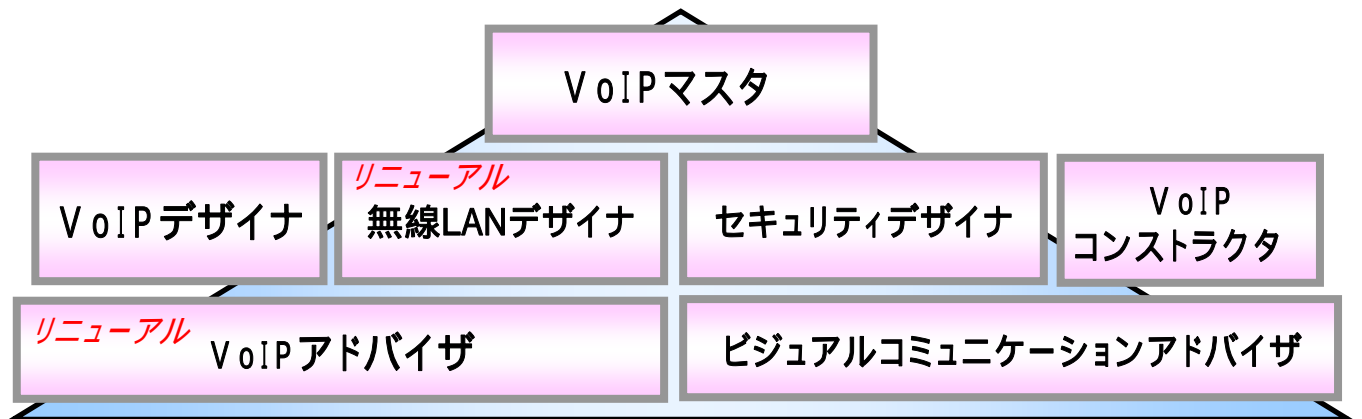 VoIPマスタ
VoIPデザイナ
リニューアル
無線LANデザイナ
セキュリティデザイナ
VoIP
コンストラクタ
リニューアル
VoIPアドバイザ
ビジュアルコミュニケーションアドバイザ